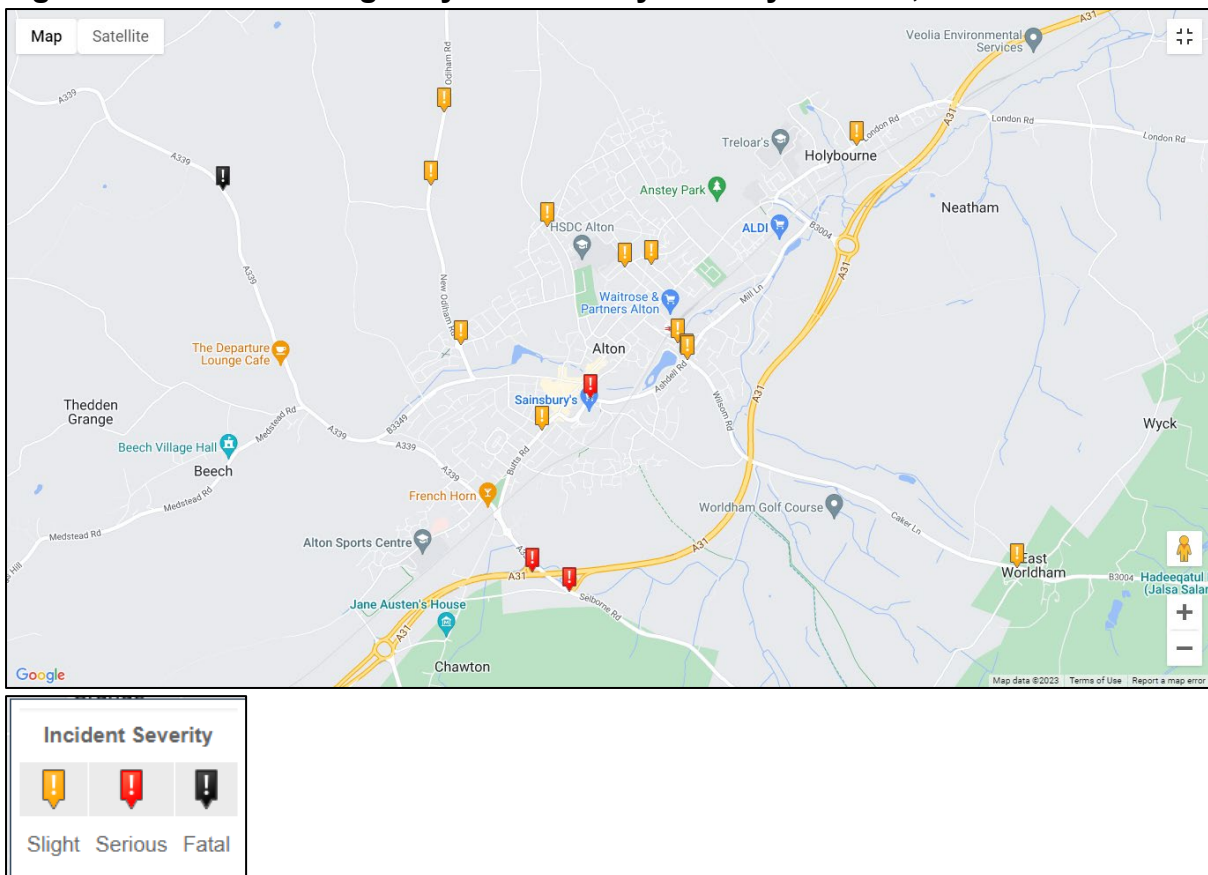 Map Satellite
Veolia Environmental
Services
A31
A339
Odiham Rd
London Rd
A31
London Rd
London Rd
Treloar's
Holybourne
A339
Anstey Park
Neatham
HSDC Alton
ALDI
B3004
A31
A339
New Odiham Rd
Mill Ln
Waitrose &
Partners Alton
The Departure
Lounge Cafe
Alton
Ashdell Rd
A31
Sainsbury's
Thedden
Grange
Medstead Rd
B3349
Wilsom Rd
Wyck
A339
A339
Beech Village Hall
Butts Rd
Beech
A339
Medstead Rd
French Horn
Worldham Golf Course
Caker Ln
Medstead Rd
Alton Sports Centre
A31
Hill
East
Worldham
A31
B3004
Hadeeqatul
(Jalsa Salar
Jane Austen's House
Selborne Rd
A31
Chawton
Google
Map data ©2023 Terms of Use Report a map error
Incident Severity
Slight Serious Fatal